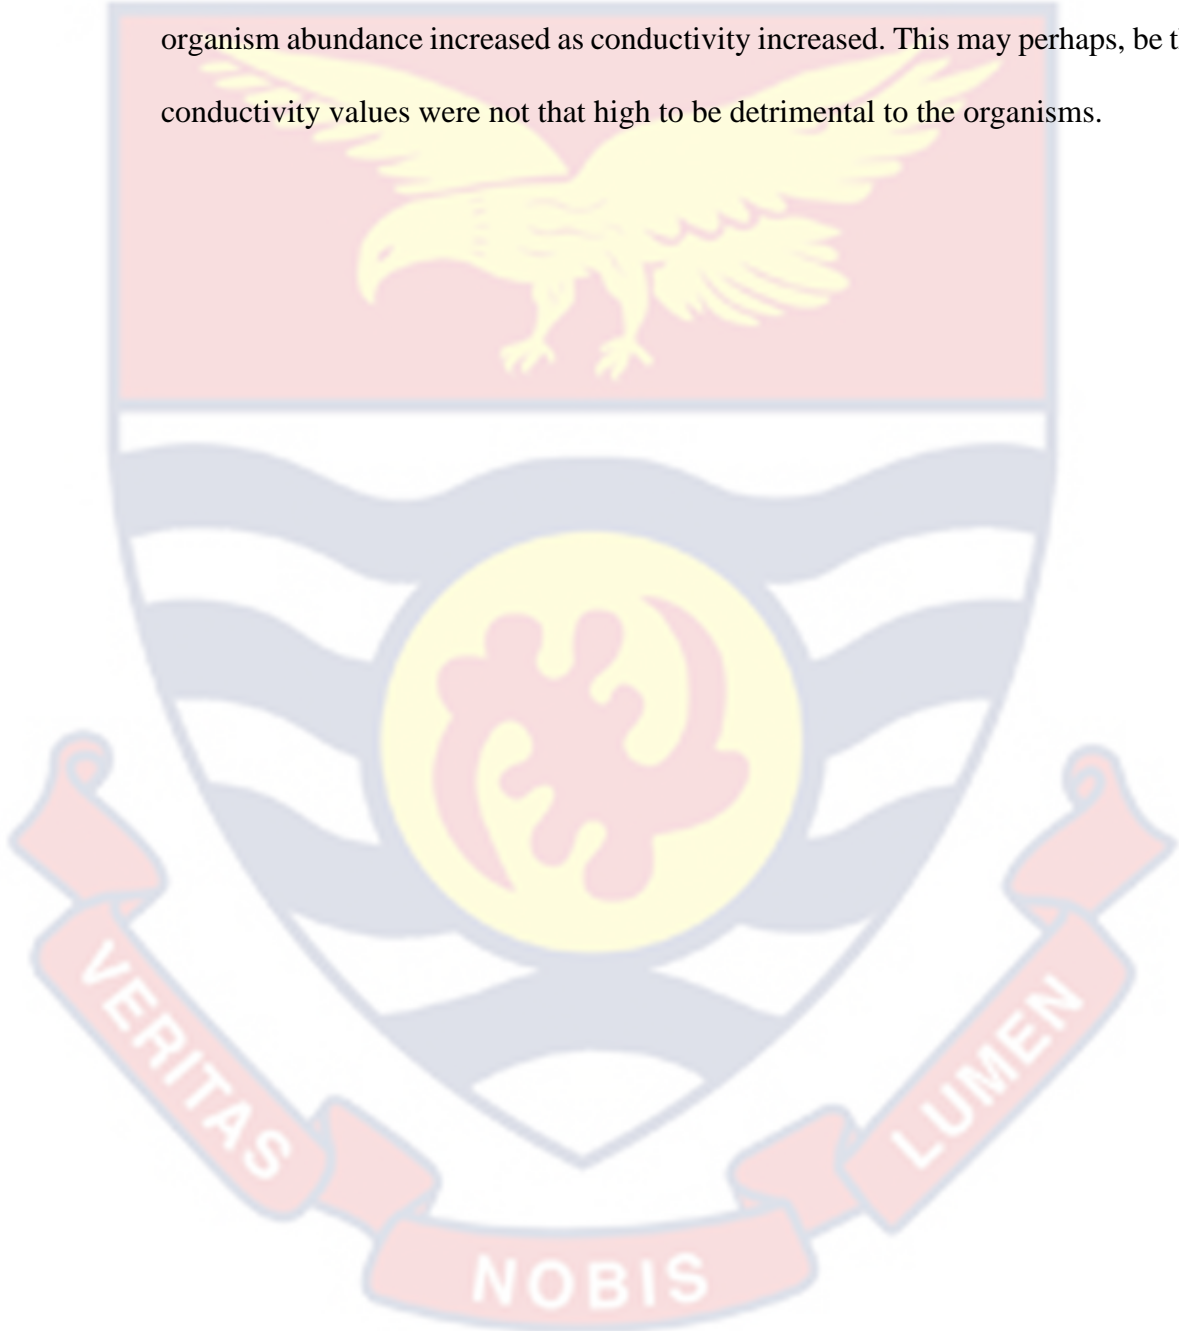 organism abundance increased as conductivity increased. This may perhaps, be
conductivity values were not that high to be detrimental to the organisms.
VERITAS
NOBIS
LUMEN